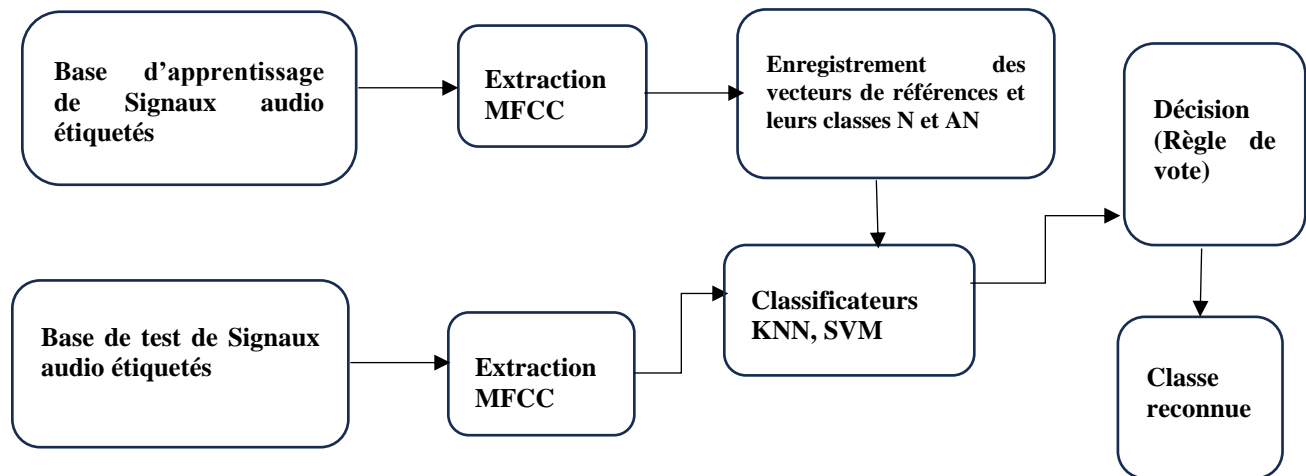 Base d'apprentissage
de Signaux audio
étiquetés
Extraction
MFCC
Enregistrement des
vecteurs de références et
leurs classes N et AN
Décision
(Règle de
vote)
Base de test de Signaux
audio étiquetés
Extraction
MFCC
Classificateurs
KNN, SVM
Classe
reconnue